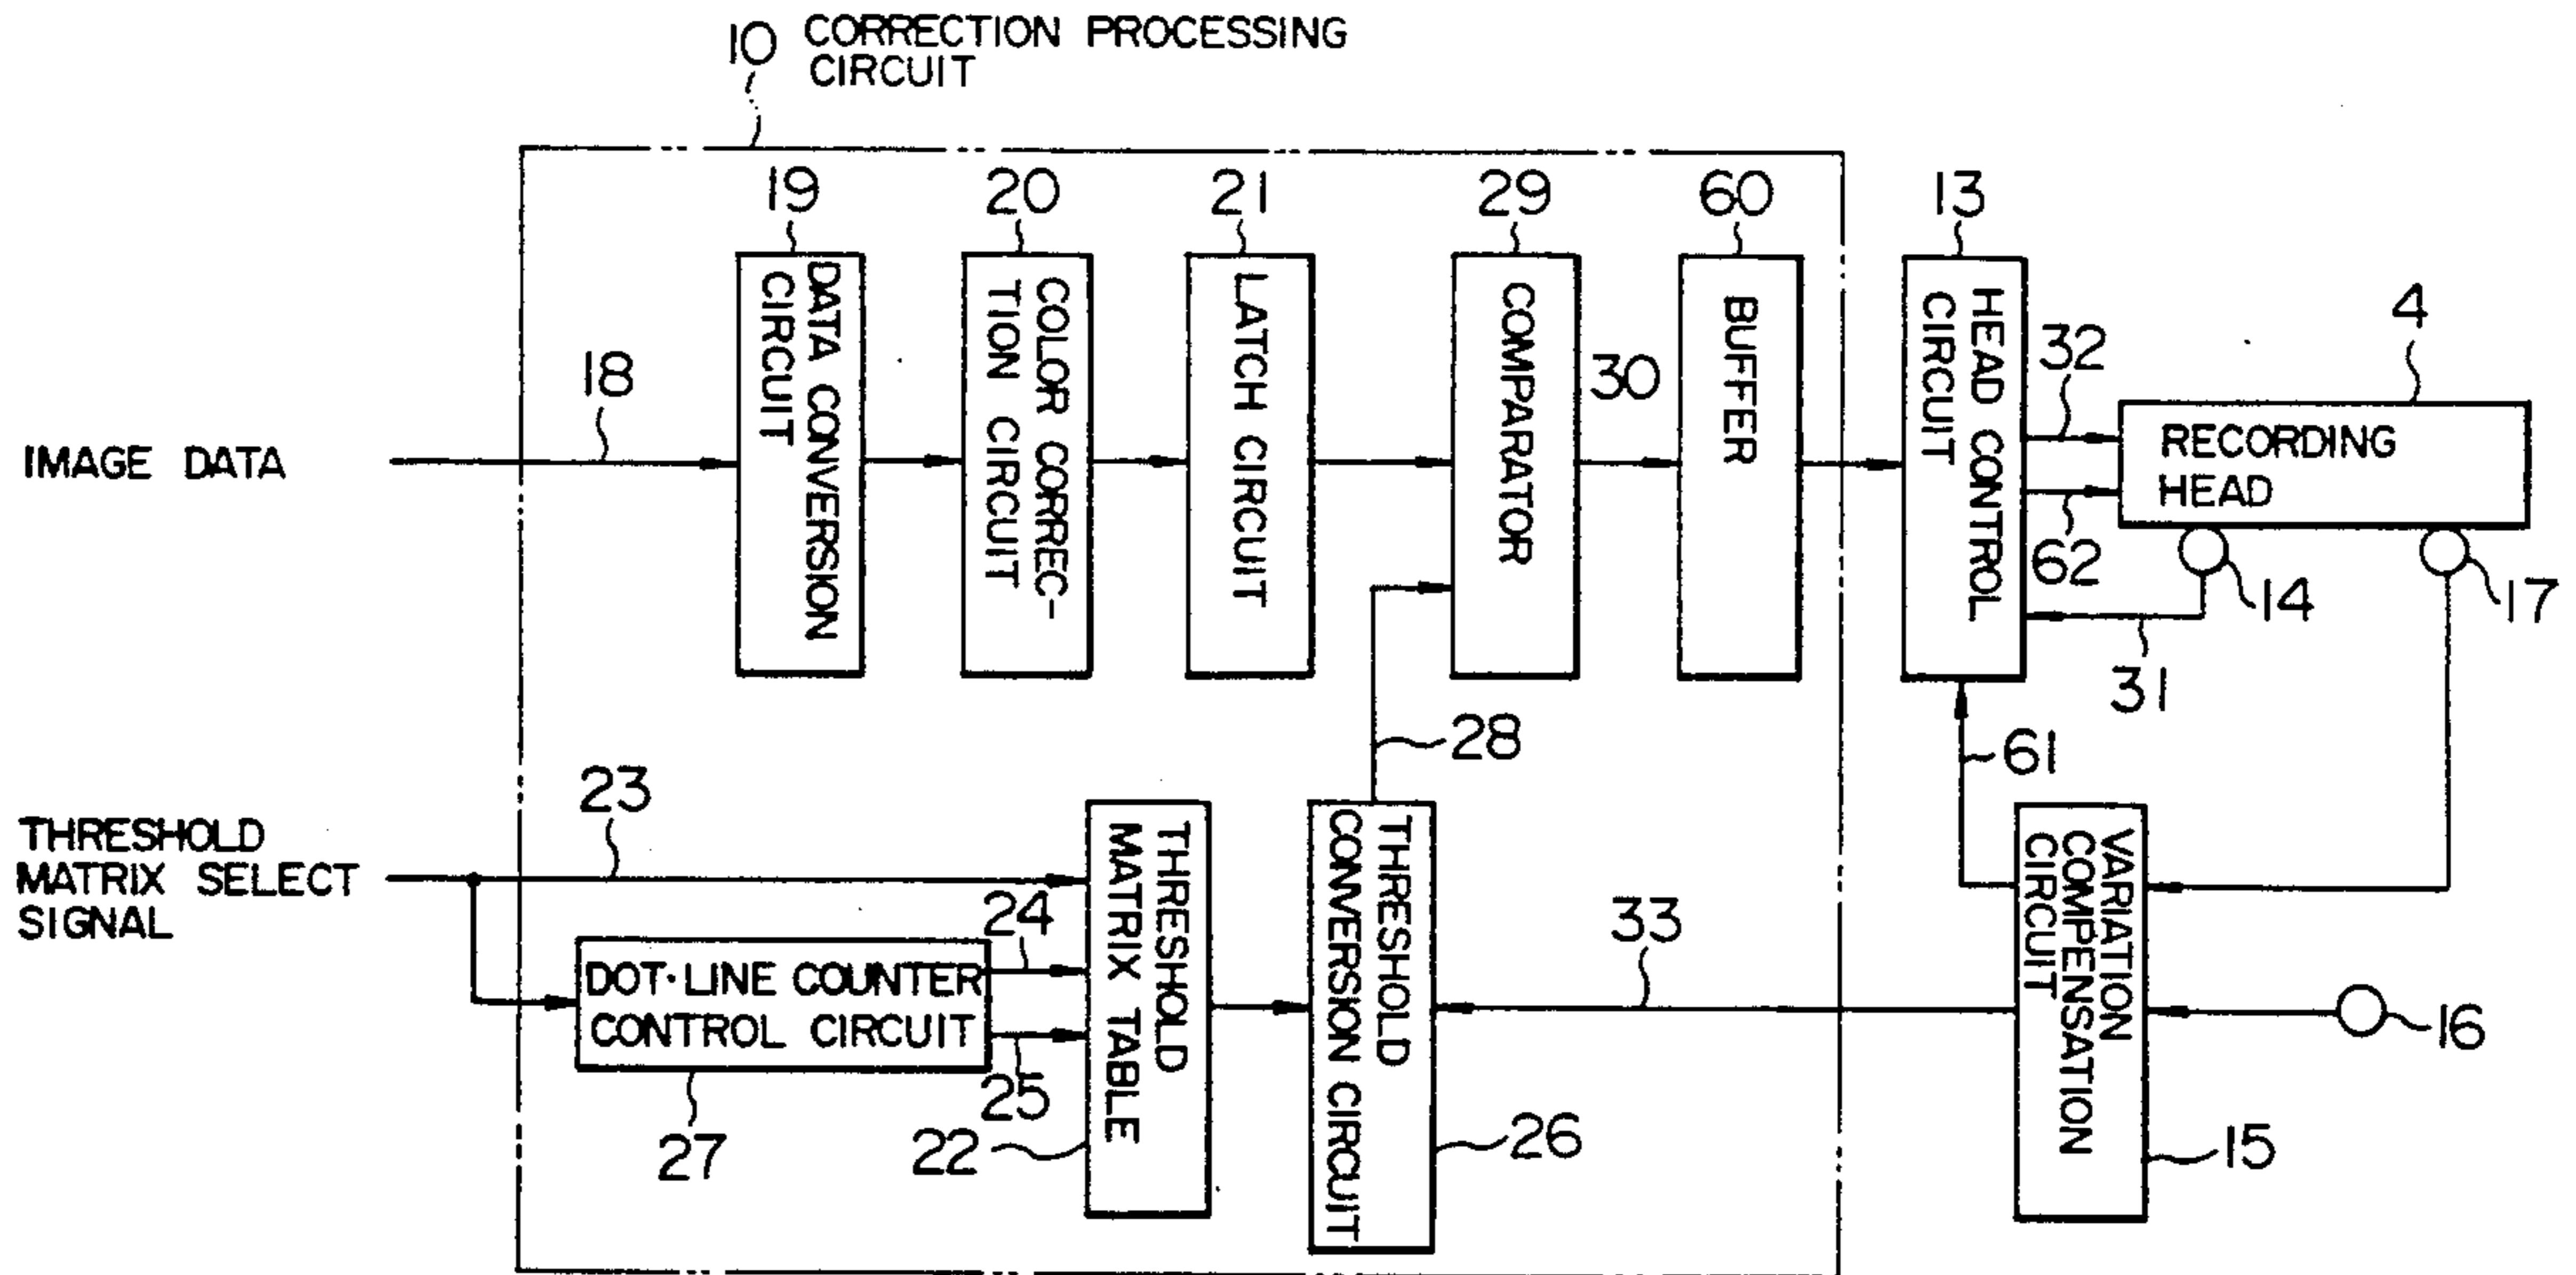 10 CORRECTION PROCESSING
CIRCUIT
19
20
21
29
60
13
4
DATA CONVERSION
CIRCUIT
COLOR CORREC-
TION CIRCUIT
LATCH CIRCUIT
COMPARATOR
30
BUFFER
HEAD CONTROL
CIRCUIT
32
62
RECORDING
HEAD
14
17
31
IMAGE DATA
18
28
61
THRESHOLD
MATRIX SELECT
SIGNAL
23
24
25
DOT·LINE COUNTER
CONTROL CIRCUIT
27
THRESHOLD
MATRIX TABLE
22
THRESHOLD
CONVERSION CIRCUIT
26
33
VARIATION
COMPENSATION
CIRCUIT
15
16